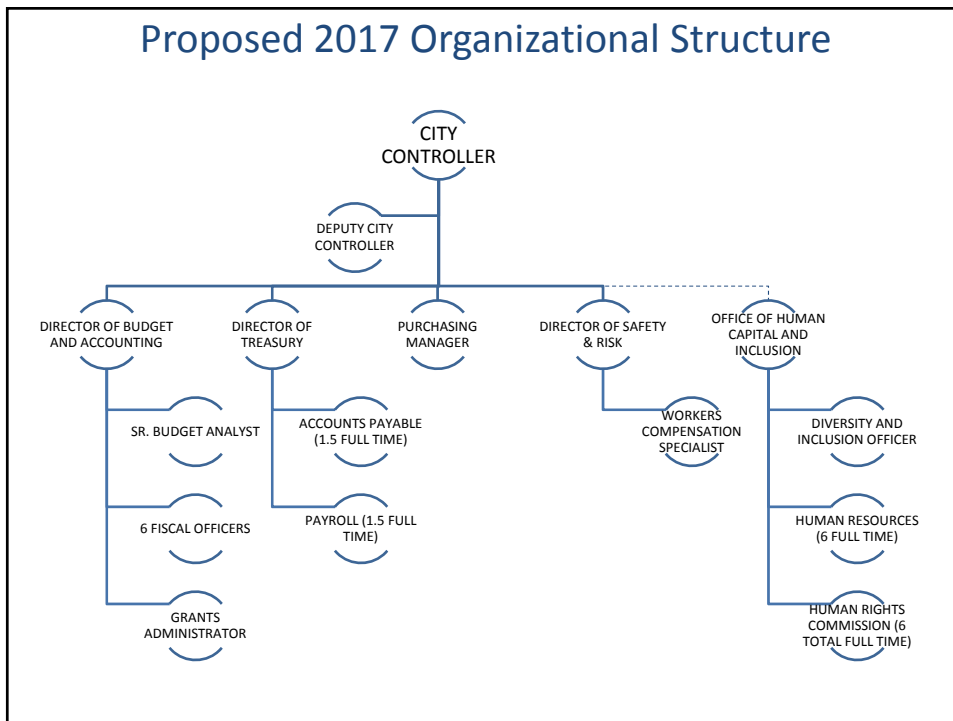 Proposed 2017 Organizational Structure
CITY
CONTROLLER
DEPUTY CITY
CONTROLLER
DIRECTOR OF BUDGET
AND ACCOUNTING
DIRECTOR OF
TREASURY
PURCHASING
MANAGER
DIRECTOR OF SAFETY
& RISK
OFFICE OF HUMAN
CAPITAL AND
INCLUSION
SR. BUDGET ANALYST
ACCOUNTS PAYABLE
(1.5 FULL TIME)
WORKERS
COMPENSATION
SPECIALIST
DIVERSITY AND
INCLUSION OFFICER
6 FISCAL OFFICERS
PAYROLL (1.5 FULL
TIME)
HUMAN RESOURCES
(6 FULL TIME)
GRANTS
ADMINISTRATOR
HUMAN RIGHTS
COMMISSION (6
TOTAL FULL TIME)